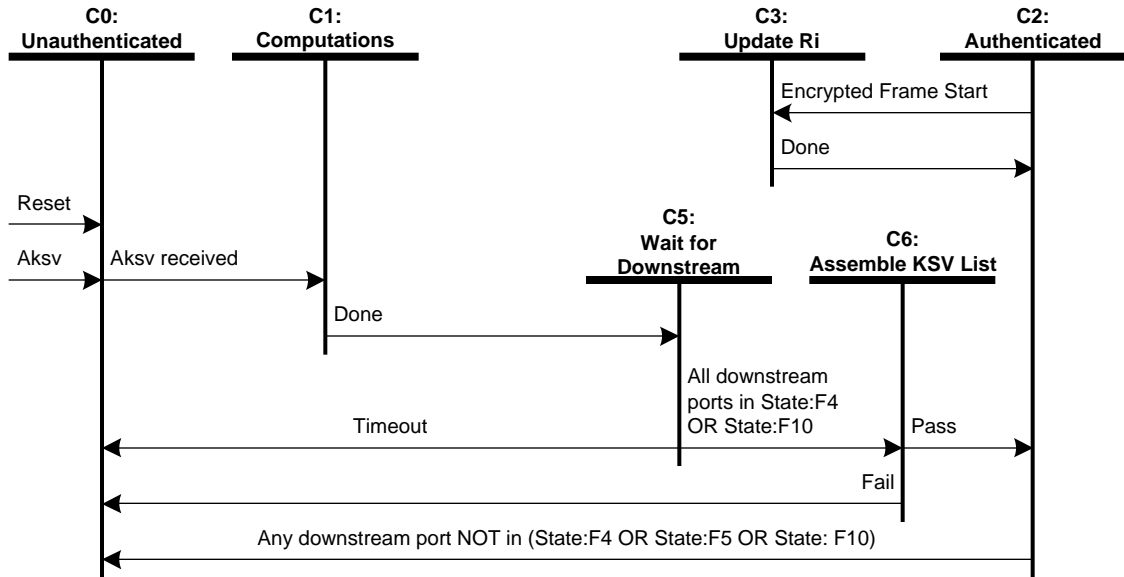 C0:
Unauthenticated
C1:
Computations
C3:
Update Ri
C2:
Authenticated
Encrypted Frame Start
Done
Reset
Aksv
Aksv received
C5:
Wait for
Downstream
C6:
Assemble KSV List
Done
All downstream
ports in State:F4
OR State:F10
Timeout
Pass
Fail
Any downstream port NOT in (State:F4 OR State:F5 OR State: F10)